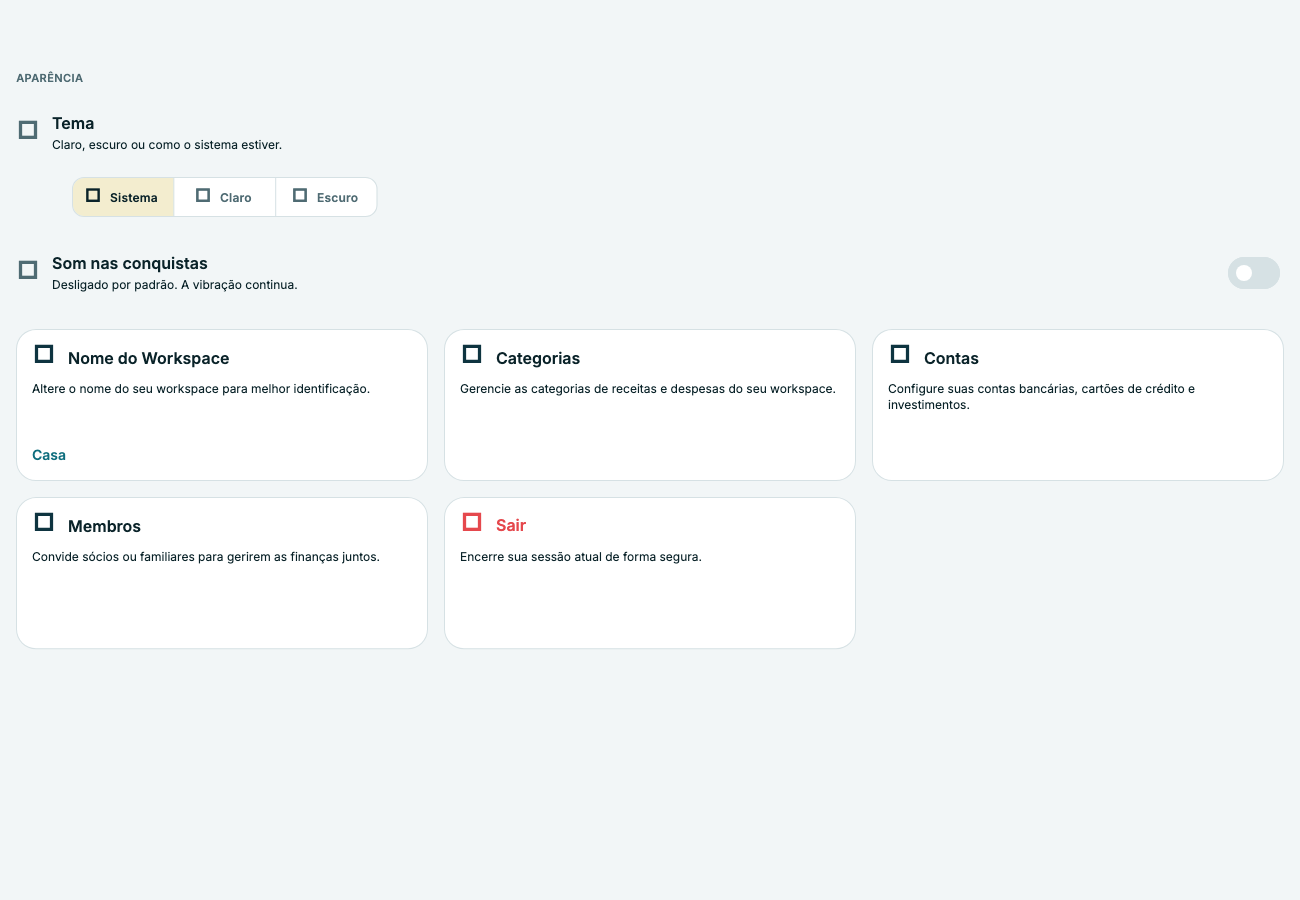 APARÊNCIA
Tema
Claro, escuro ou como o sistema estiver.
Sistema
Claro
Escuro
Som nas conquistas
Desligado por padrão. A vibração continua.
Nome do Workspace
Altere o nome do seu workspace para melhor identificação.
Casa
Categorias
Gerencie as categorias de receitas e despesas do seu workspace.
Contas
Configure suas contas bancárias, cartões de crédito e
investimentos.
Membros
Convide sócios ou familiares para gerirem as finanças juntos.
Sair
Encerre sua sessão atual de forma segura.